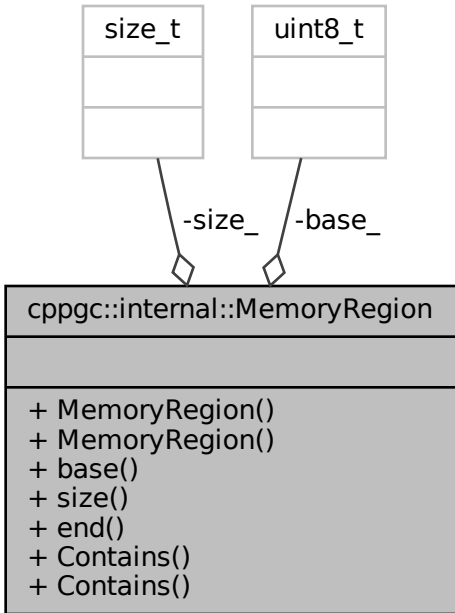 size_t
uint8_t
-size_
-base_
cppgc::internal::MemoryRegion
+ MemoryRegion()
+ MemoryRegion()
+ base()
+ size()
+ end()
+ Contains()
+ Contains()